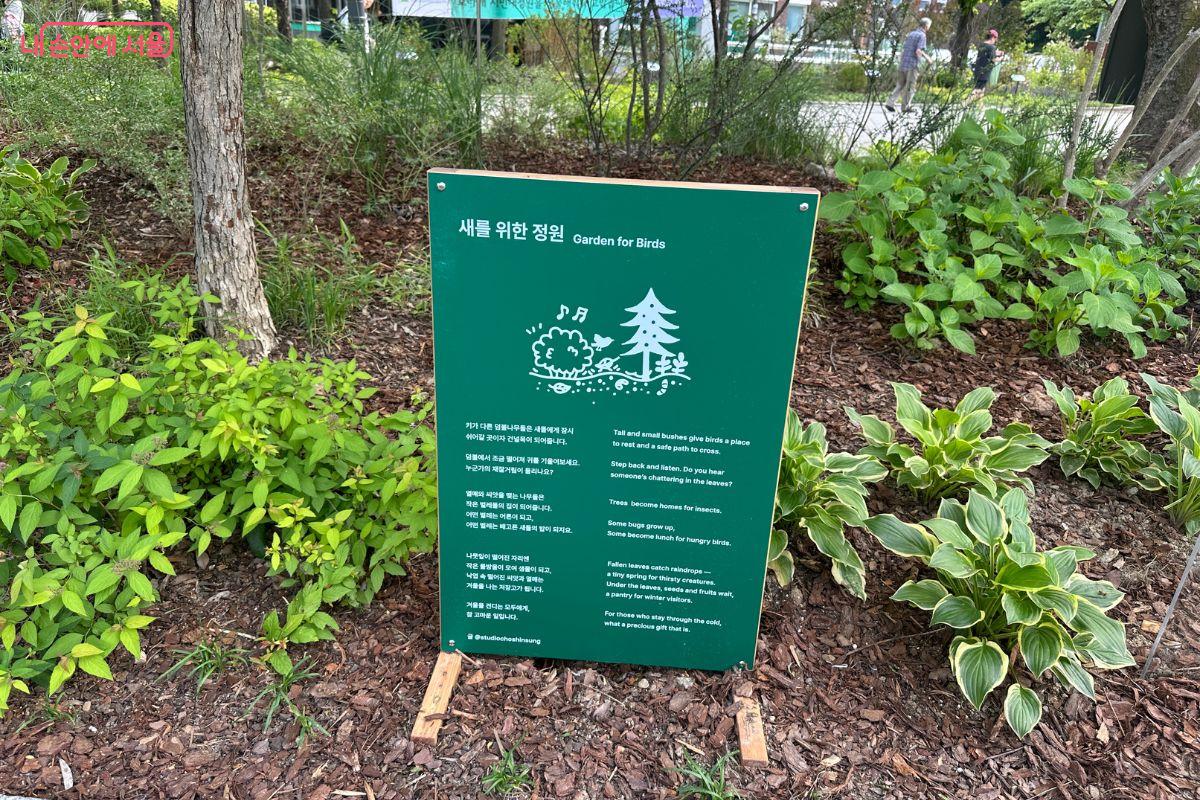 내 손안에 서울
새를 위한 정원 Garden for Birds
키가 다른 덤불나무들은 새들에게 잠시
쉬어갈 곳이자 건널목이 되어줍니다.
덤불에서 조금 떨어져 귀를 기울여보세요.
누군가의 재잘거림이 들리나요?
열매와 씨앗을 맺는 나무들은
작은 벌레들의 집이 되어줍니다.
어떤 벌레는 어른이 되고,
어떤 벌레는 배고픈 새들의 밥이 되지요.
나뭇잎이 떨어진 자리엔
작은 물방울이 모여 샘물이 되고,
낙엽 속 떨어진 씨앗과 열매는
겨울을 나는 저장고가 됩니다.
겨울을 견디는 모두에게,
참 고마운 일입니다.
글 @studiochoshinsung
Tall and small bushes give birds a place
to rest and a safe path to cross.
Step back and listen. Do you hear
someone's chattering in the leaves?
Trees become homes for insects.
Some bugs grow up,
Some become lunch for hungry birds.
Fallen leaves catch raindrops —
a tiny spring for thirsty creatures.
Under the leaves, seeds and fruits wait,
a pantry for winter visitors.
For those who stay through the cold,
what a precious gift that is.